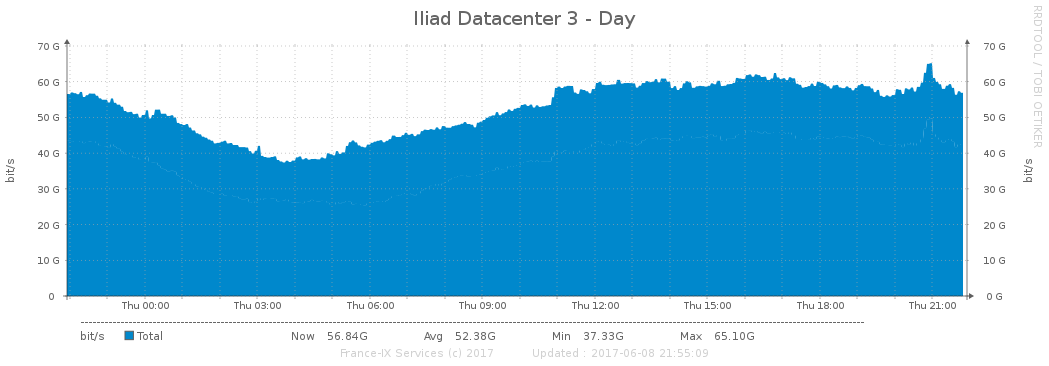 Iliad Datacenter 3 - Day
RRDTOOL / TOBI OETIKER
bit/s
70 G
60 G
50 G
40 G
30 G
20 G
10 G
0
70 G
60 G
50 G
40 G
30 G
20 G
10 G
0 G
bit/s
Thu 00:00 Thu 03:00 Thu 06:00 Thu 09:00 Thu 12:00 Thu 15:00 Thu 18:00 Thu 21:00
bit/s Total Now 56.84G Avg 52.38G Min 37.33G Max 65.10G
France-IX Services (c) 2017 Updated : 2017-06-08 21:55:09